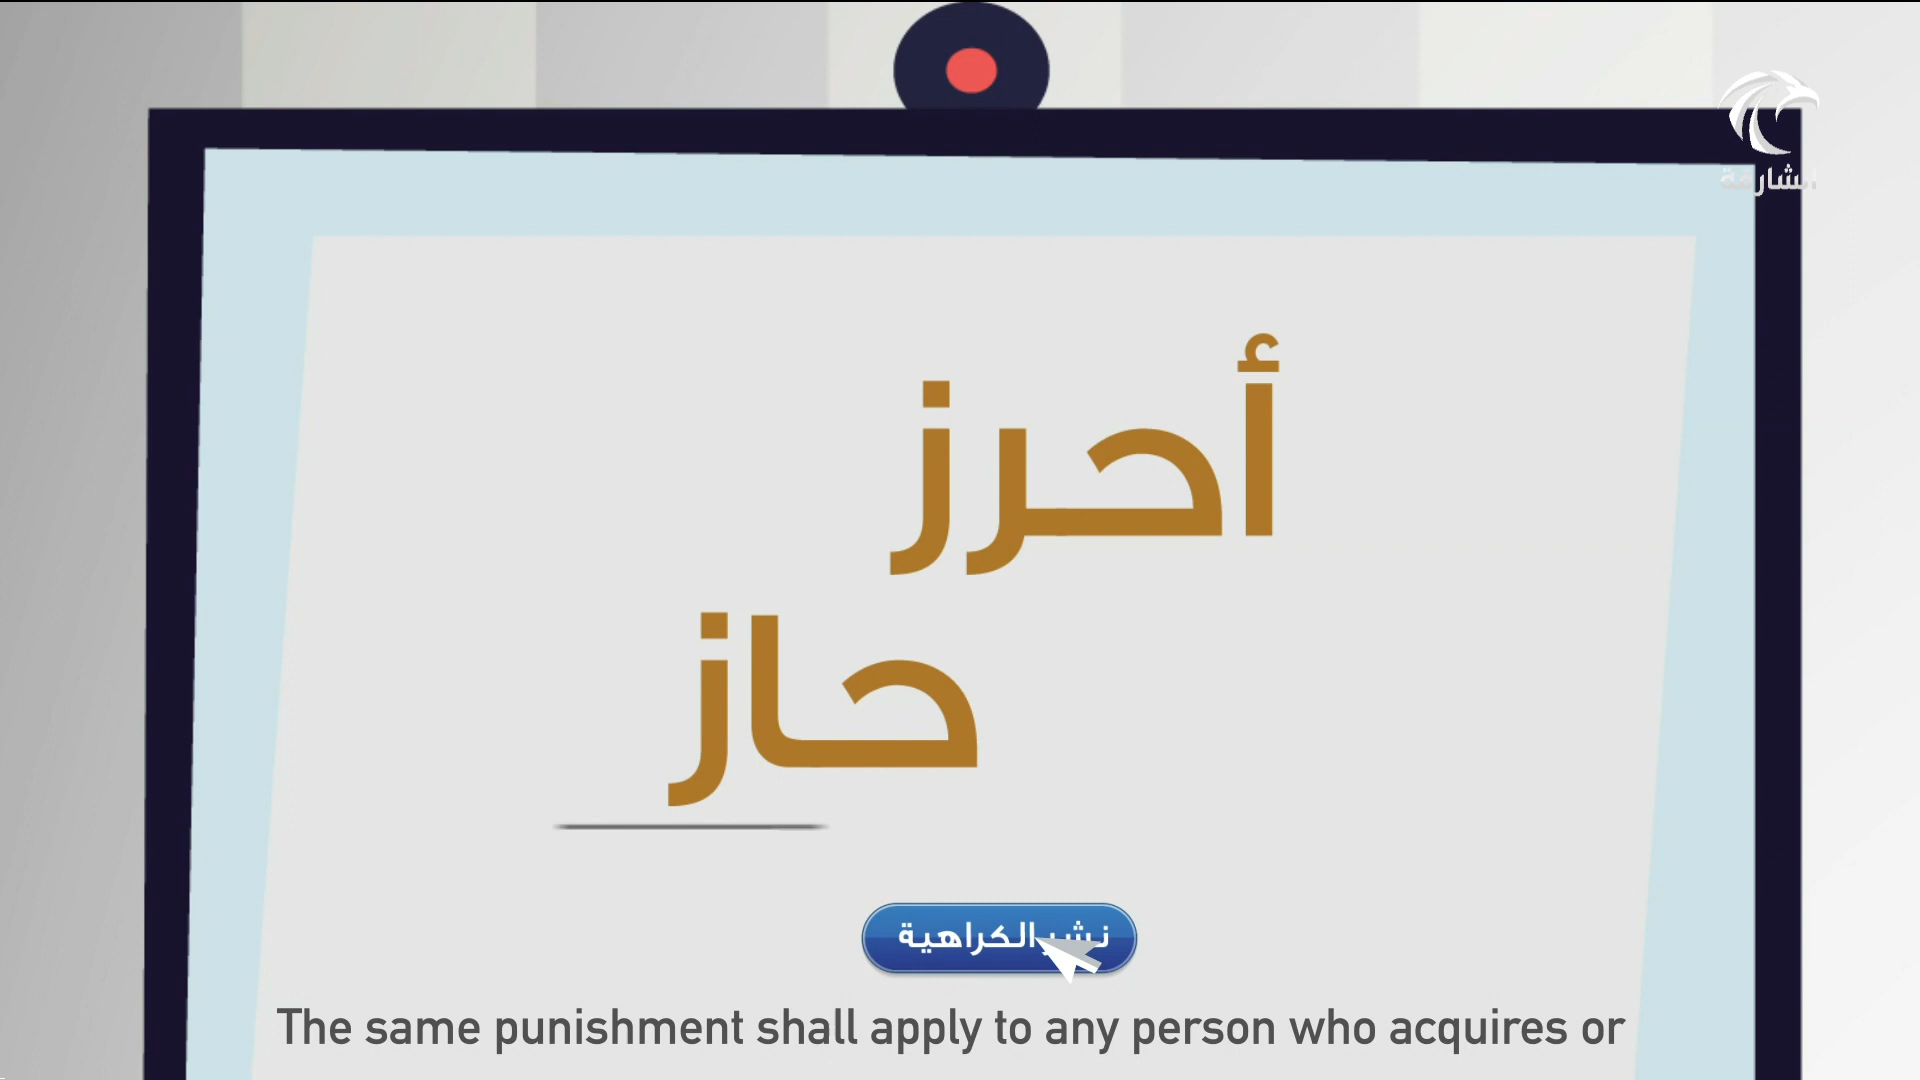 الشارقة
أحرز
حاز
نشر الكراهية
The same punishment shall apply to any person who acquires or